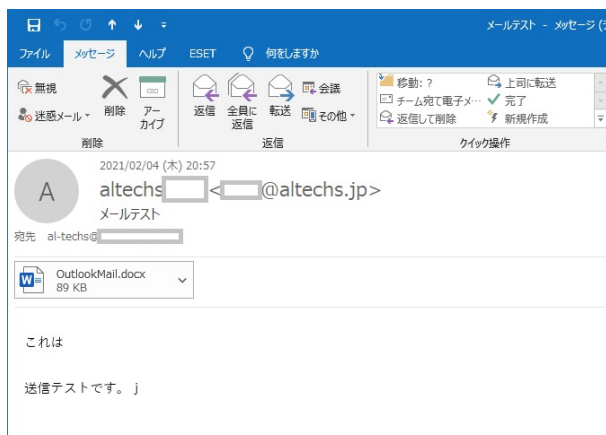 メールテスト - メッセージ (テ
ファイル メッセージ ヘルプ ESET 何をしますか
無視
迷惑メール
削除
アーカイブ
削除
返信
全員に返信
転送
会議
その他
返信
移動: ?
チーム宛て電子メ…
返信して削除
上司に転送
完了
新規作成
クイック操作
2021/02/04 (木) 20:57
A
altechs < @altechs.jp>
メールテスト
宛先 al-techs@
OutlookMail.docx
89 KB
これは
送信テストです。 j